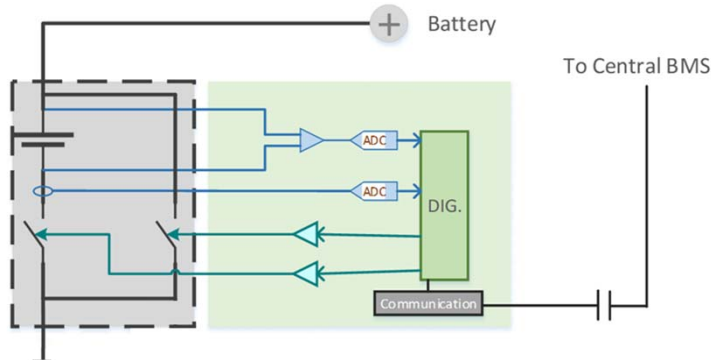 Battery
To Central BMS
ADC
ADC
DIG.
Communication